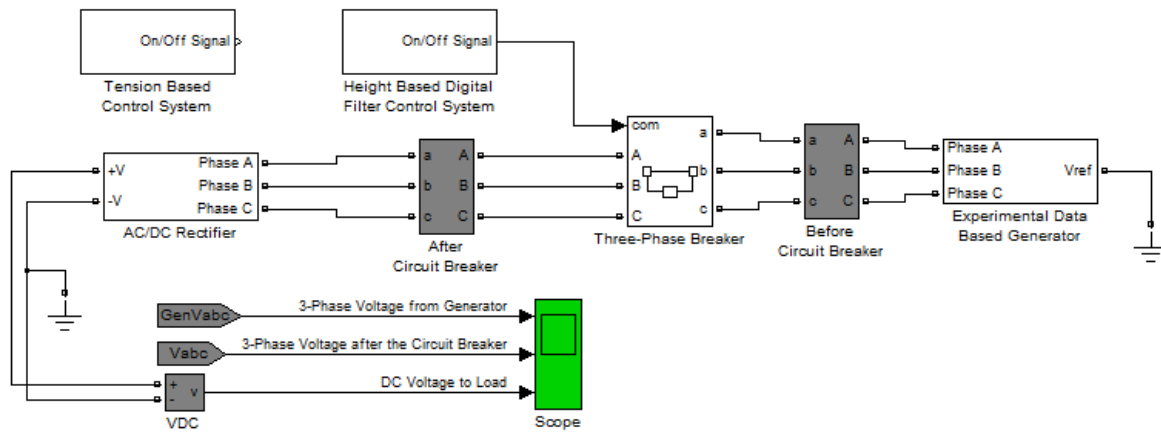 On/Off Signal
Tension Based
Control System
On/Off Signal
Height Based Digital
Filter Control System
+V
-V
Phase A
Phase B
Phase C
AC/DC Rectifier
a
A
b
B
c
C
After
Circuit Breaker
com
A
B
C
a
b
c
Three-Phase Breaker
a
A
b
B
c
C
Before
Circuit Breaker
Phase A
Phase B
Phase C
Vref
Experimental Data
Based Generator
GenVabc
3-Phase Voltage from Generator
Vabc
3-Phase Voltage after the Circuit Breaker
+
-
v
DC Voltage to Load
VDC
Scope